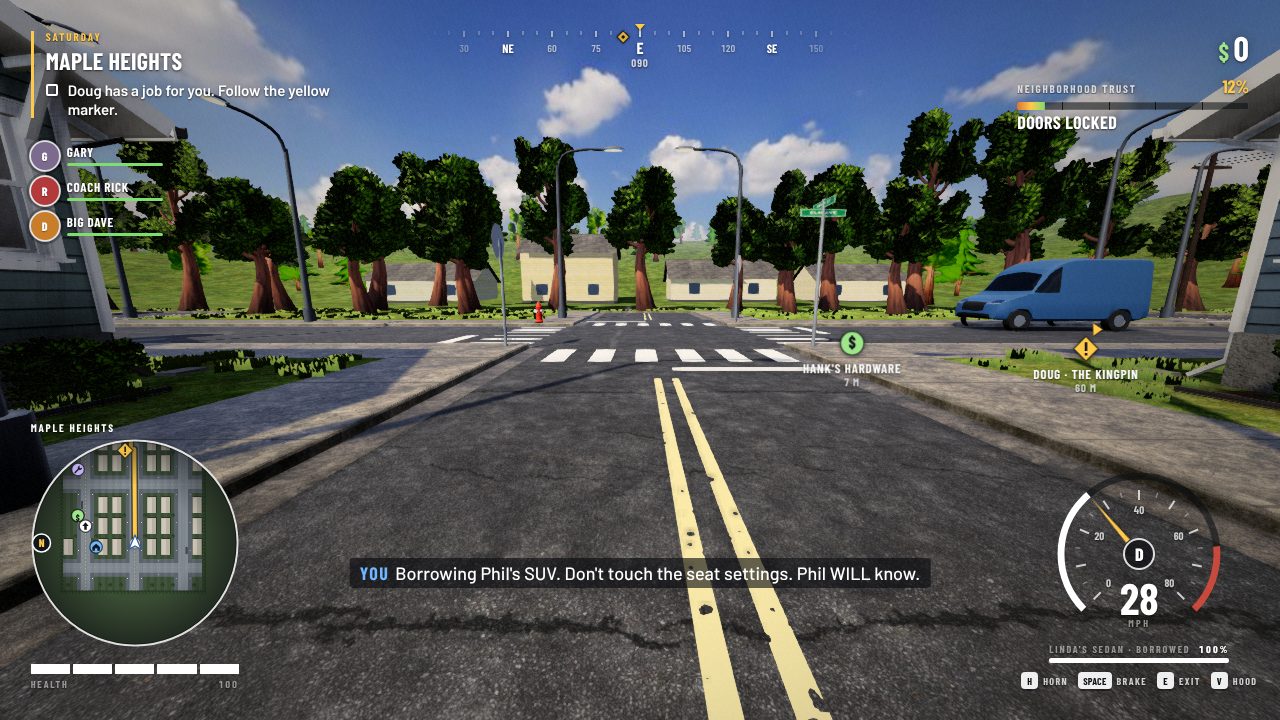 SATURDAY
MAPLE HEIGHTS
Doug has a job for you. Follow the yellow
marker.
G GARY
R COACH RICK
D BIG DAVE
30 NE 60 75 E 105 120 SE 150
090
$ 0
NEIGHBORHOOD TRUST 12%
DOORS LOCKED
$
HANK'S HARDWARE
7 M
!
DOUG · THE KINGPIN
60 M
MAPLE HEIGHTS
!
$
N
YOU Borrowing Phil's SUV. Don't touch the seat settings. Phil WILL know.
HEALTH 100
0 20 40 60 80
D
28
MPH
LINDA'S SEDAN · BORROWED 100%
H HORN SPACE BRAKE E EXIT V HOOD